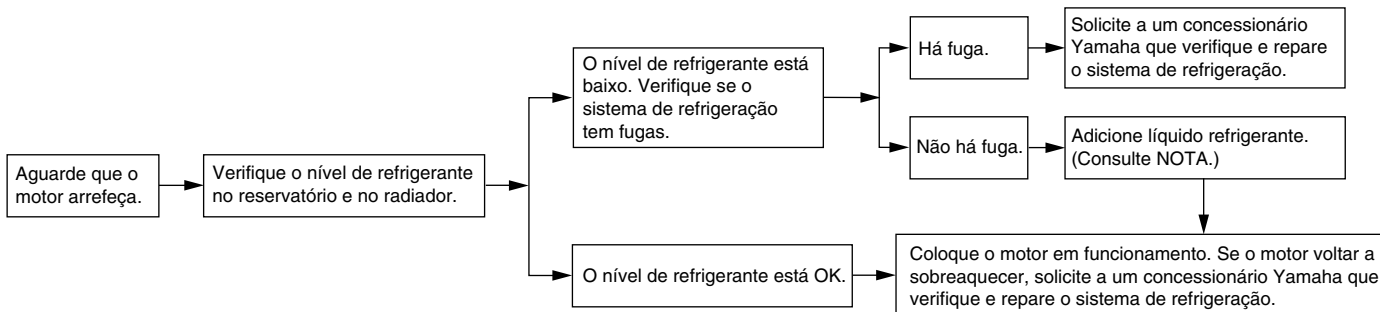 Aguarde que o
motor arrefeça.
Verifique o nível de refrigerante
no reservatório e no radiador.
O nível de refrigerante está
baixo. Verifique se o
sistema de refrigeração
tem fugas.
Há fuga.
Solicite a um concessionário
Yamaha que verifique e repare
o sistema de refrigeração.
Não há fuga.
Adicione líquido refrigerante.
(Consulte NOTA.)
O nível de refrigerante está OK.
Coloque o motor em funcionamento. Se o motor voltar a
sobreaquecer, solicite a um concessionário Yamaha que
verifique e repare o sistema de refrigeração.